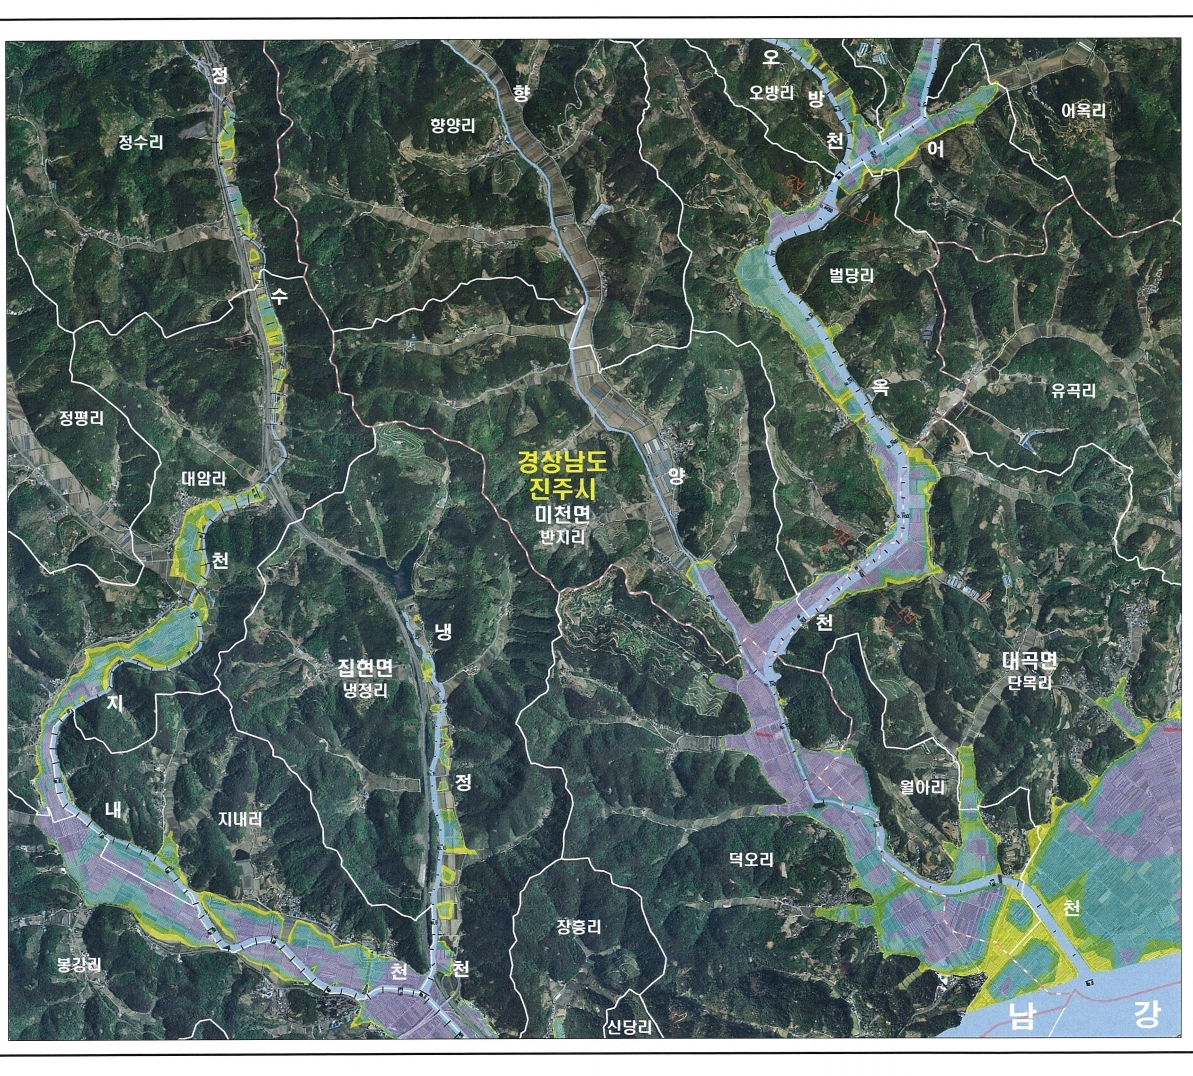 정
오
오방리
방
향
어옥리
향양리
정수리
천
어
A2
A1
벌당리
수
옥
유곡리
정평리
경상남도
진주시
미천면
반지리
양
대암리
천
천
냉
대곡면
단목리
집현면
냉정리
지
정
월아리
내
지내리
덕오리
천
장흥리
봉강리
천
천
남 강
신당리